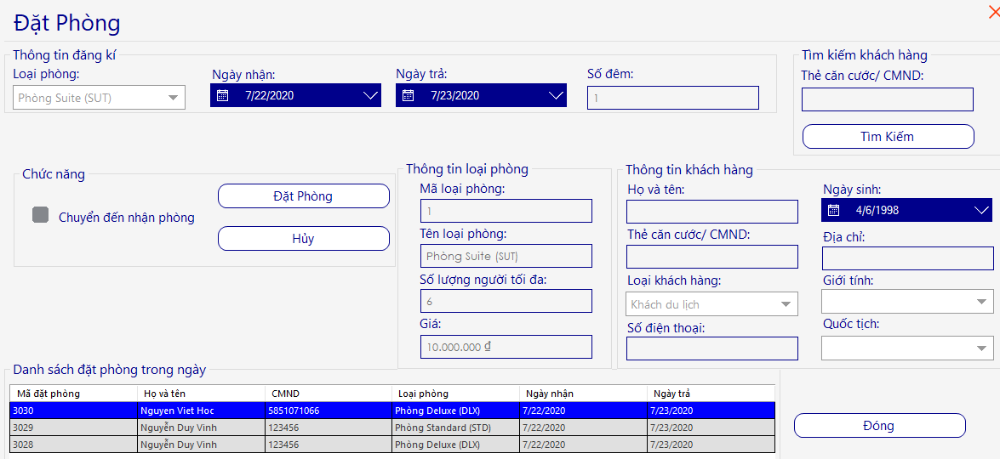 Đặt Phòng
Thông tin đăng kí
Loại phòng:
Phòng Suite (SUT)
Ngày nhận:
7/22/2020
Ngày trả:
7/23/2020
Số đêm:
1
Tìm kiếm khách hàng
Thẻ căn cước/ CMND:
Tìm Kiếm
Chức năng
Chuyển đến nhận phòng
Đặt Phòng
Hủy
Thông tin loại phòng
Mã loại phòng:
1
Tên loại phòng:
Phòng Suite (SUT)
Số lượng người tối đa:
6
Giá:
10.000.000 ₫
Thông tin khách hàng
Họ và tên:
Thẻ căn cước/ CMND:
Loại khách hàng:
Khách du lịch
Số điện thoại:
Ngày sinh:
4/6/1998
Địa chỉ:
Giới tính:
Quốc tịch:
Danh sách đặt phòng trong ngày
Mã đặt phòng Họ và tên CMND Loại phòng Ngày nhận Ngày trả
3030 Nguyen Viet Hoc 5851071066 Phòng Deluxe (DLX) 7/22/2020 7/23/2020
3029 Nguyễn Duy Vinh 123456 Phòng Standard (STD) 7/22/2020 7/23/2020
3028 Nguyễn Duy Vinh 123456 Phòng Deluxe (DLX) 7/22/2020 7/23/2020
Đóng